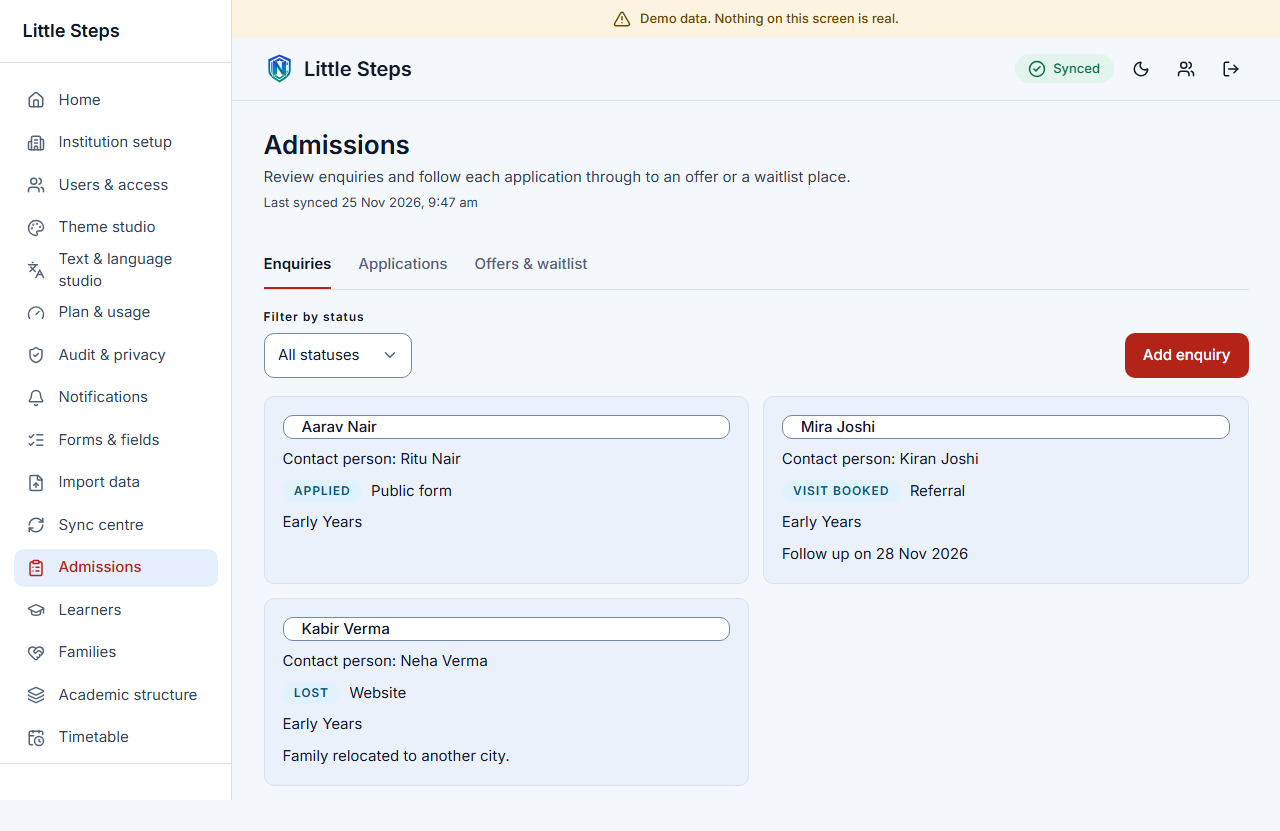 Little Steps
Home
Institution setup
Users & access
Theme studio
Text & language
studio
Plan & usage
Audit & privacy
Notifications
Forms & fields
Import data
Sync centre
Admissions
Learners
Families
Academic structure
Timetable
Demo data. Nothing on this screen is real.
Little Steps
Synced
Admissions
Review enquiries and follow each application through to an offer or a waitlist place.
Last synced 25 Nov 2026, 9:47 am
Enquiries Applications Offers & waitlist
Filter by status
All statuses
Add enquiry
Aarav Nair
Contact person: Ritu Nair
APPLIED Public form
Early Years
Mira Joshi
Contact person: Kiran Joshi
VISIT BOOKED Referral
Early Years
Follow up on 28 Nov 2026
Kabir Verma
Contact person: Neha Verma
LOST Website
Early Years
Family relocated to another city.